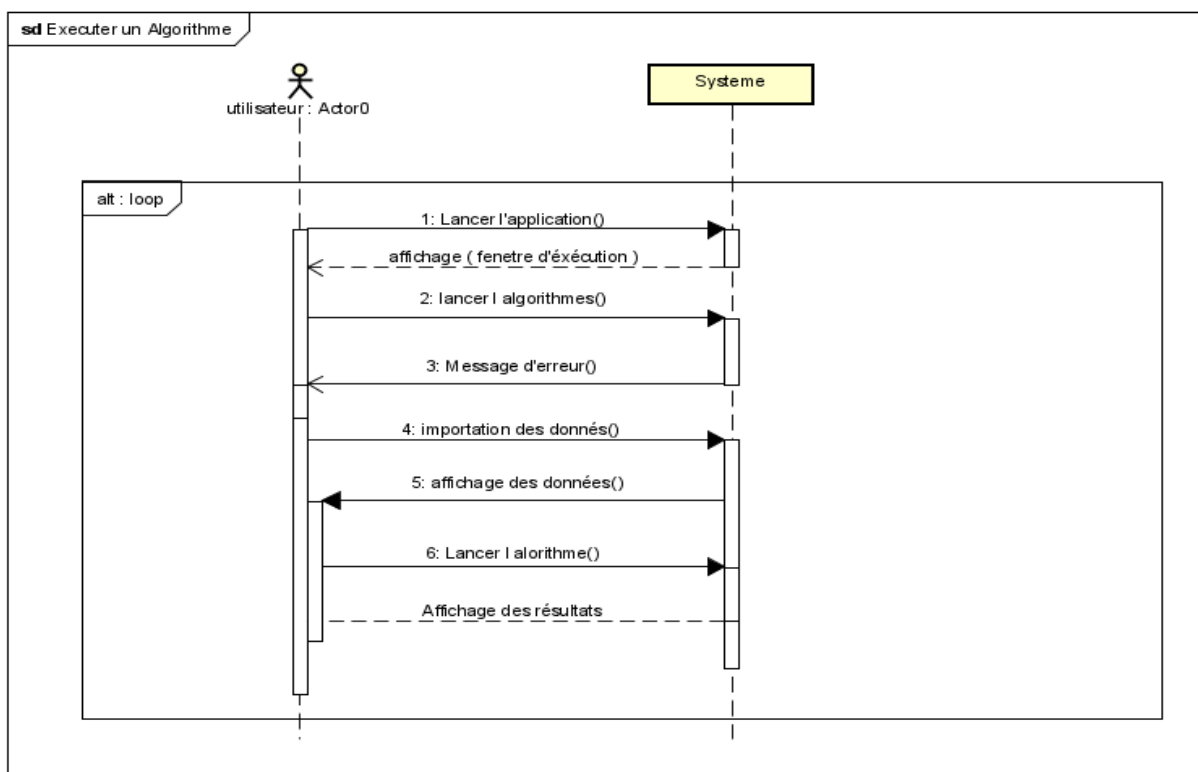 sd Executer un Algorithme
utilisateur : Actor0
Systeme
alt : loop
1: Lancer l'application()
affichage ( fenetre d'éxécution )
2: lancer l algorithmes()
3: Message d'erreur()
4: importation des donnés()
5: affichage des données()
6: Lancer l alorithme()
Affichage des résultats